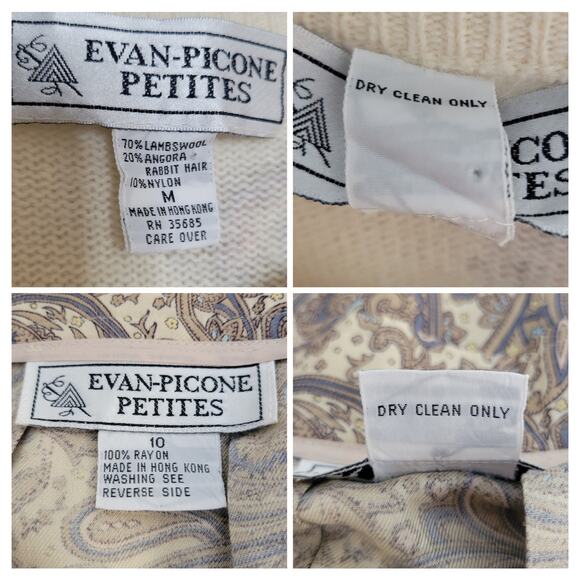 EVAN-PICONE
PETITES
70% LAMBSWOOL
20% ANGORA
RABBIT HAIR
10% NYLON
M
MADE IN HONG KONG
RN 35685
CARE OVER
DRY CLEAN ONLY
CO
TES
EVAN-PICONE
PETITES
10
100% RAYON
MADE IN HONG KONG
WASHING SEE
REVERSE SIDE
DRY CLEAN ONLY